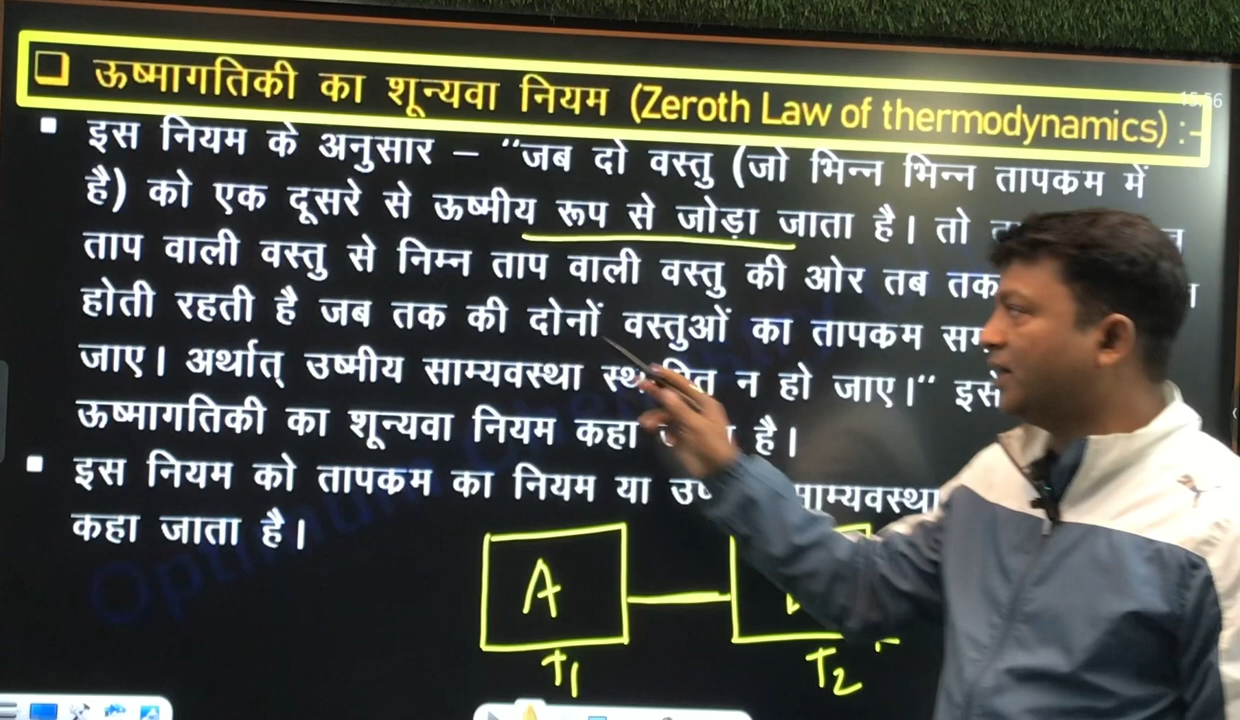 ❑ ऊष्मागतिकी का शून्यवा नियम (Zeroth Law of thermodynamics) :-
15:56
▪ इस नियम के अनुसार – “जब दो वस्तु (जो भिन्न भिन्न तापकम में
है) को एक दूसरे से ऊष्मीय रूप से जोड़ा जाता है। तो
ताप वाली वस्तु से निम्न ताप वाली वस्तु की ओर तब तक
होती रहती है जब तक की दोनों वस्तुओं का तापकम
जाए। अर्थात् उष्मीय साम्यवस्था न हो जाए।“
ऊष्मागतिकी का शून्यवा नियम कहा है।
▪ इस नियम को तापकम का नियम या
कहा जाता है।
A
T1 T2